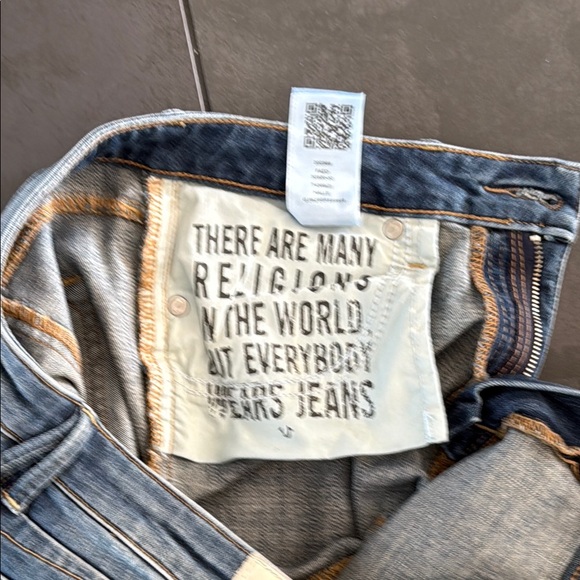 THERE ARE MANY
RELIGIONS
IN THE WORLD.
BUT EVERYBODY
WEARS JEANS